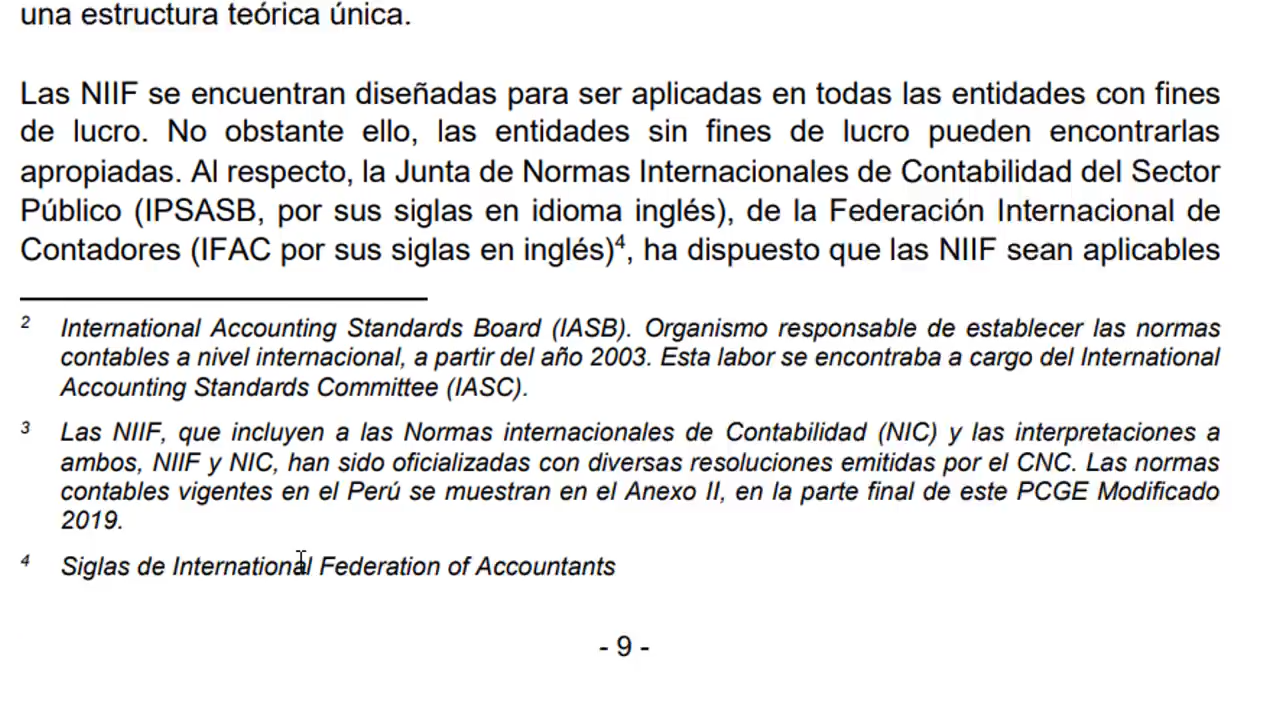 una estructura teórica única.
Las NIIF se encuentran diseñadas para ser aplicadas en todas las entidades con fines
de lucro. No obstante ello, las entidades sin fines de lucro pueden encontrarlas
apropiadas. Al respecto, la Junta de Normas Internacionales de Contabilidad del Sector
Público (IPSASB, por sus siglas en idioma inglés), de la Federación Internacional de
Contadores (IFAC por sus siglas en inglés)⁴, ha dispuesto que las NIIF sean aplicables
² International Accounting Standards Board (IASB). Organismo responsable de establecer las normas
contables a nivel internacional, a partir del año 2003. Esta labor se encontraba a cargo del International
Accounting Standards Committee (IASC).
³ Las NIIF, que incluyen a las Normas internacionales de Contabilidad (NIC) y las interpretaciones a
ambos, NIIF y NIC, han sido oficializadas con diversas resoluciones emitidas por el CNC. Las normas
contables vigentes en el Perú se muestran en el Anexo II, en la parte final de este PCGE Modificado
2019.
⁴ Siglas de International Federation of Accountants
- 9 -